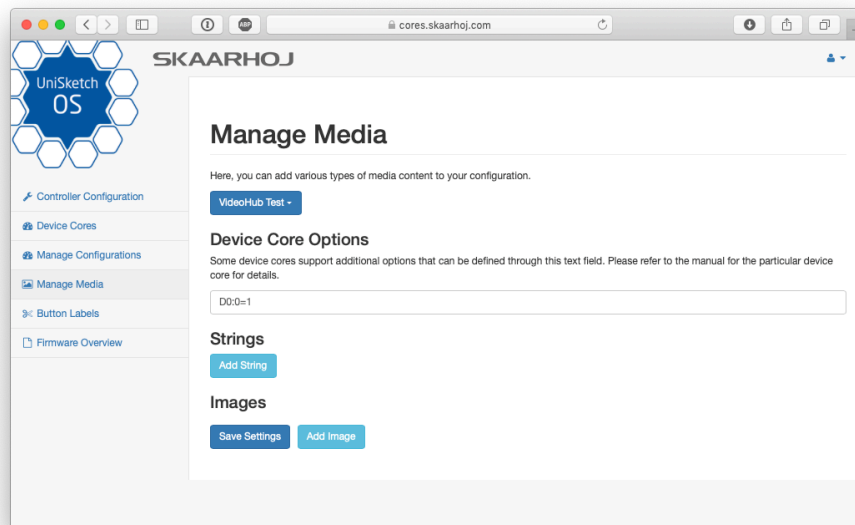 ABP
cores.skaarhoj.com
UniSketch
OS
SKAARHOJ
Controller Configuration
Device Cores
Manage Configurations
Manage Media
Button Labels
Firmware Overview
Manage Media
Here, you can add various types of media content to your configuration.
VideoHub Test
Device Core Options
Some device cores support additional options that can be defined through this text field. Please refer to the manual for the particular device
core for details.
D0:0=1
Strings
Add String
Images
Save Settings Add Image